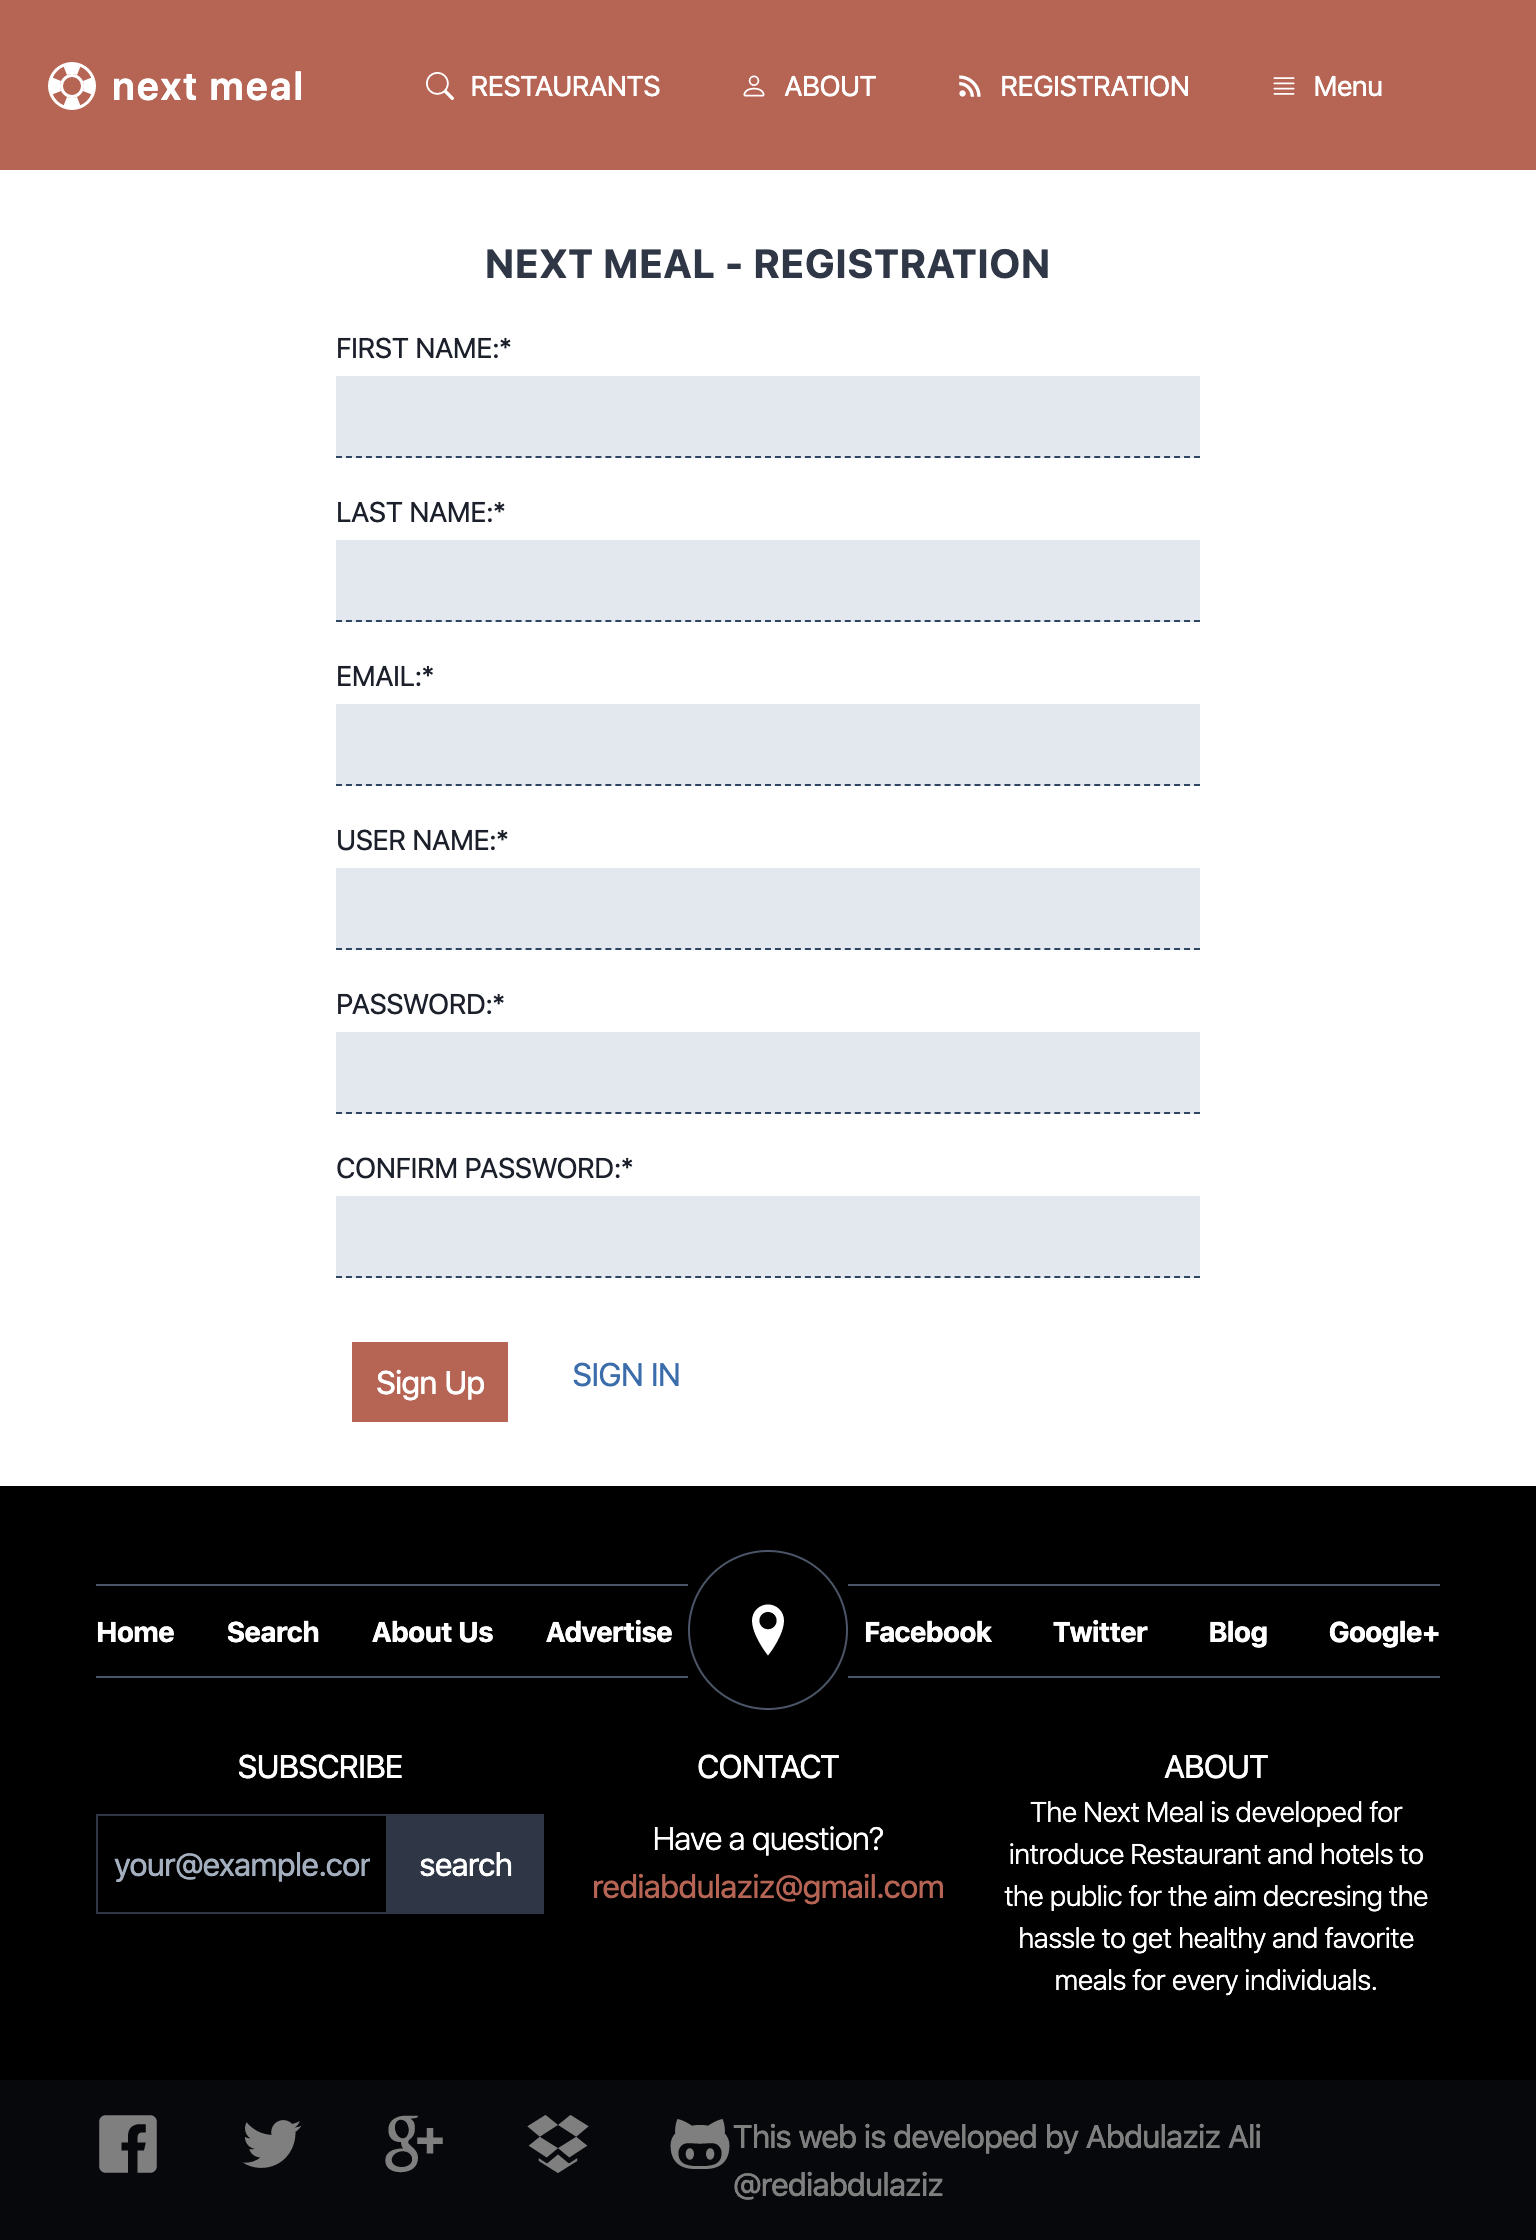 next meal
RESTAURANTS
ABOUT
REGISTRATION
Menu
NEXT MEAL - REGISTRATION
FIRST NAME:*
LAST NAME:*
EMAIL:*
USER NAME:*
PASSWORD:*
CONFIRM PASSWORD:*
Sign Up
SIGN IN
Home
Search
About Us
Advertise
Facebook
Twitter
Blog
Google+
SUBSCRIBE
your@example.cor
search
CONTACT
Have a question?
rediabdulaziz@gmail.com
ABOUT
The Next Meal is developed for
introduce Restaurant and hotels to
the public for the aim decresing the
hassle to get healthy and favorite
meals for every individuals.
This web is developed by Abdulaziz Ali
@rediabdulaziz